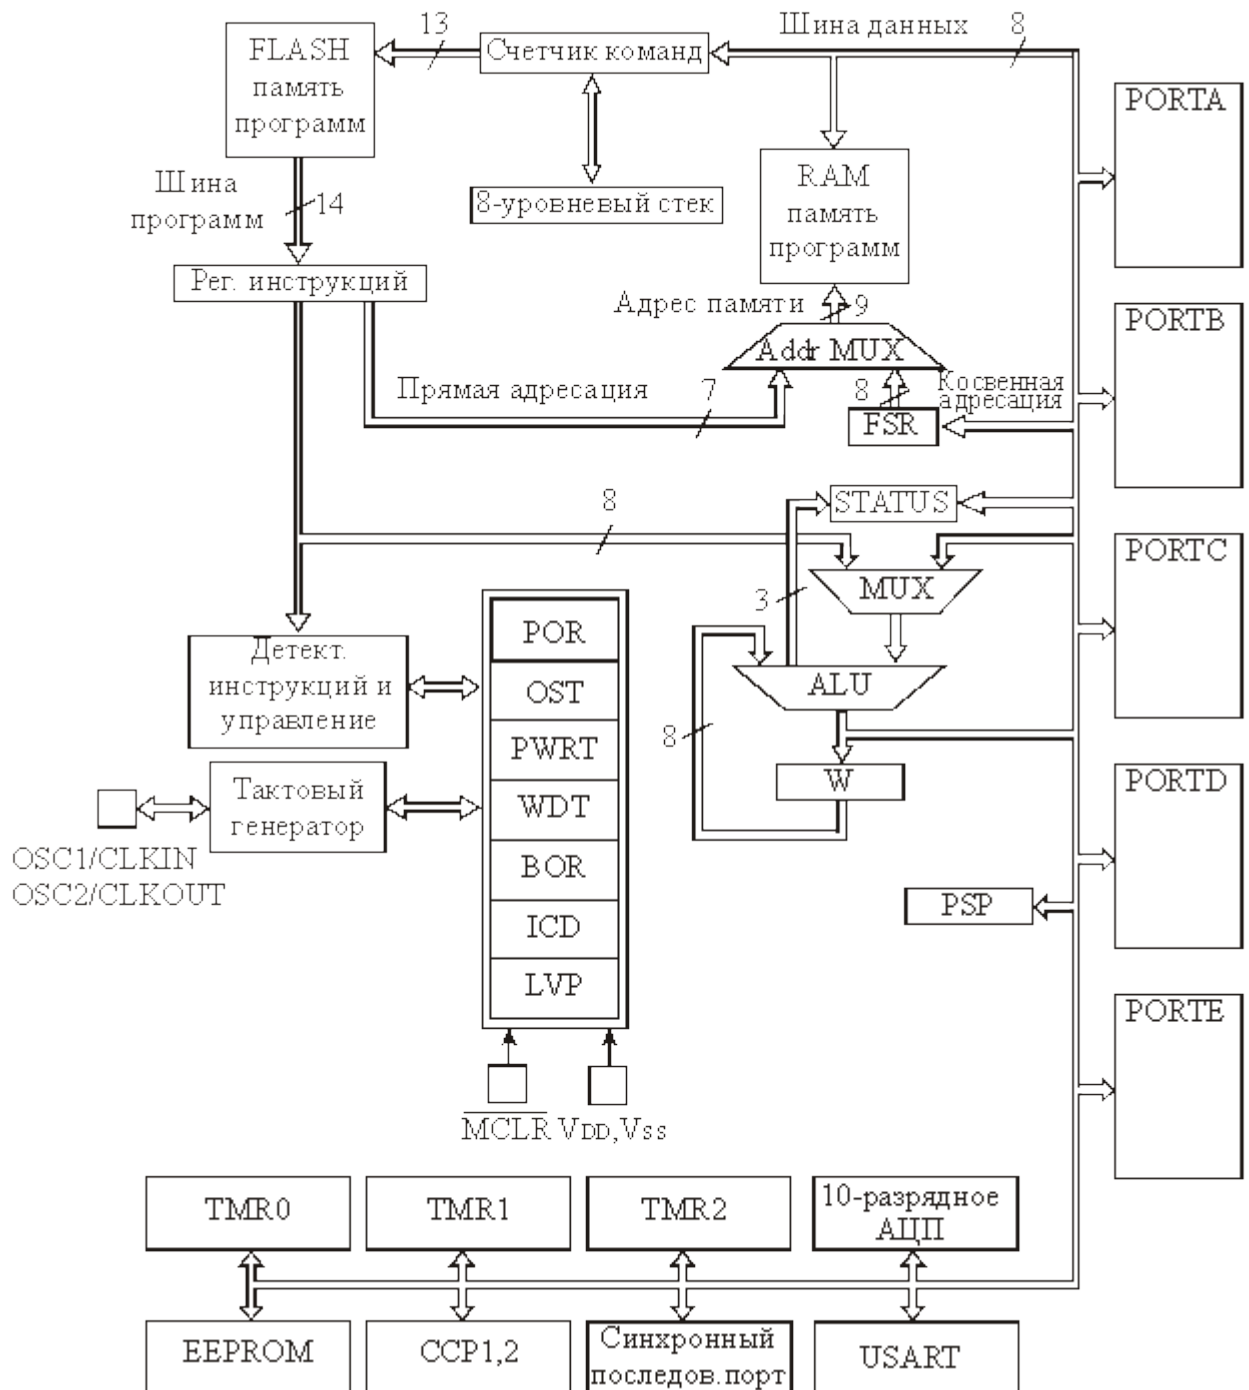 13
Шина данных
8
FLASH
память
программ
Счетчик команд
PORTA
Шина
программ
14
8-уровневый стек
RAM
память
программ
Рег. инструкций
Адрес памяти
9
PORTB
Addr MUX
Прямая адресация
7
8
Косвенная
адресация
FSR
8
STATUS
PORTC
3
MUX
POR
Детект.
инструкций и
управление
OST
ALU
8
PWRT
W
PORTD
Тактовый
генератор
WDT
OSC1/CLKIN
OSC2/CLKOUT
BOR
PSP
ICD
LVP
PORTE
MCLR VDD,VSS
TMR0
TMR1
TMR2
10-разрядное
АЦП
EEPROM
CCP1,2
Синхронный
последов.порт
USART